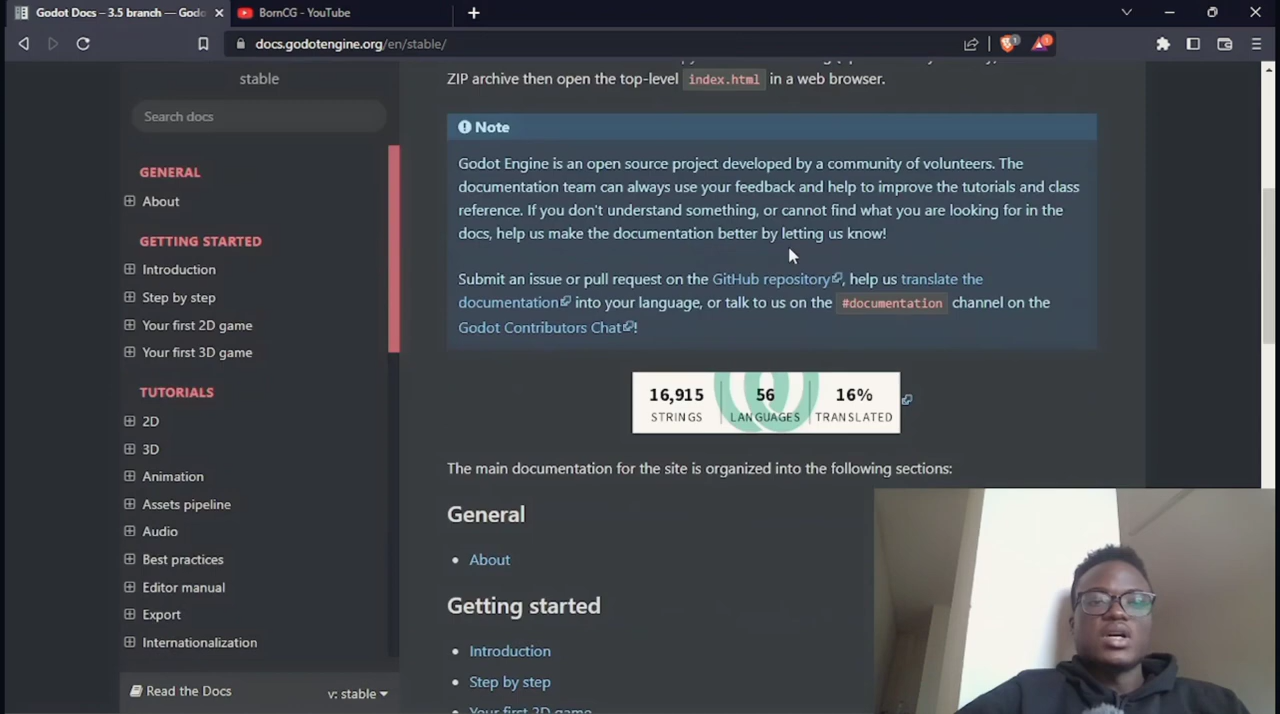 Godot Docs – 3.5 branch — Godo
BornCG - YouTube
docs.godotengine.org/en/stable/
1
1
stable
Search docs
GENERAL
About
GETTING STARTED
Introduction
Step by step
Your first 2D game
Your first 3D game
TUTORIALS
2D
3D
Animation
Assets pipeline
Audio
Best practices
Editor manual
Export
Internationalization
Read the Docs
v: stable
ZIP archive then open the top-level index.html in a web browser.
Note
Godot Engine is an open source project developed by a community of volunteers. The
documentation team can always use your feedback and help to improve the tutorials and class
reference. If you don't understand something, or cannot find what you are looking for in the
docs, help us make the documentation better by letting us know!
Submit an issue or pull request on the GitHub repository, help us translate the
documentation into your language, or talk to us on the #documentation channel on the
Godot Contributors Chat!
16,915 56 16%
STRINGS LANGUAGES TRANSLATED
The main documentation for the site is organized into the following sections:
General
About
Getting started
Introduction
Step by step
Your first 2D game